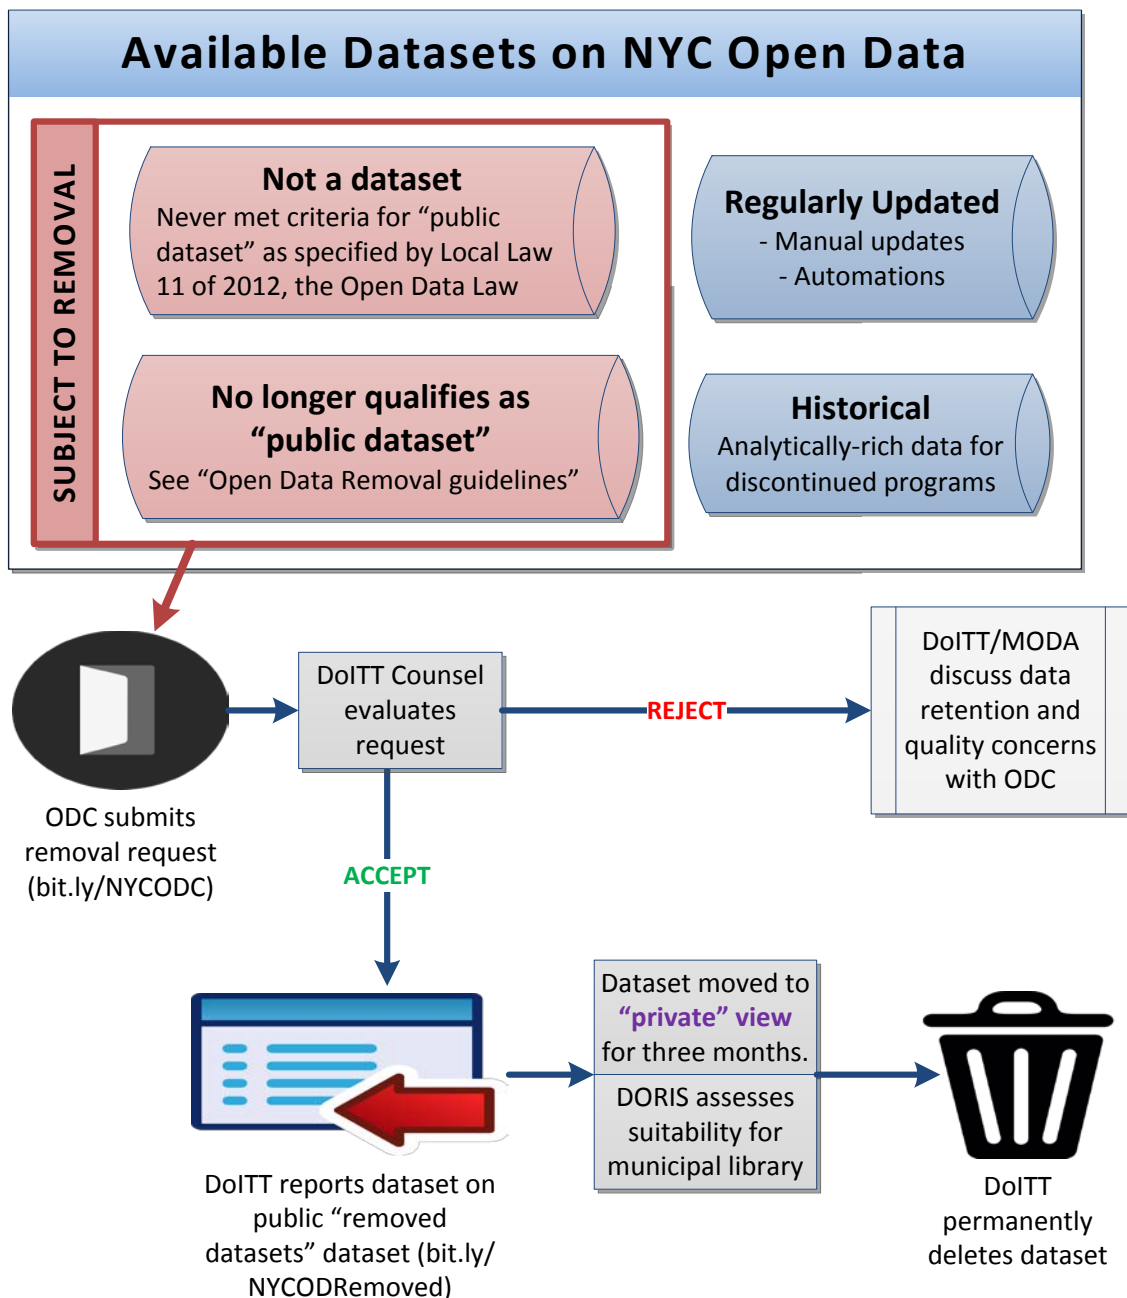 Available Datasets on NYC Open Data
SUBJECT TO REMOVAL
Not a dataset
Never met criteria for “public
dataset” as specified by Local Law
11 of 2012, the Open Data Law
No longer qualifies as
“public dataset”
See “Open Data Removal guidelines”
Regularly Updated
- Manual updates
- Automations
Historical
Analytically-rich data for
discontinued programs
ODC submits
removal request
(bit.ly/NYCODC)
DoITT Counsel
evaluates
request
REJECT
DoITT/MODA
discuss data
retention and
quality concerns
with ODC
ACCEPT
DoITT reports dataset on
public “removed
datasets” dataset (bit.ly/
NYCODRemoved)
Dataset moved to
“private” view
for three months.
DORIS assesses
suitability for
municipal library
DoITT
permanently
deletes dataset